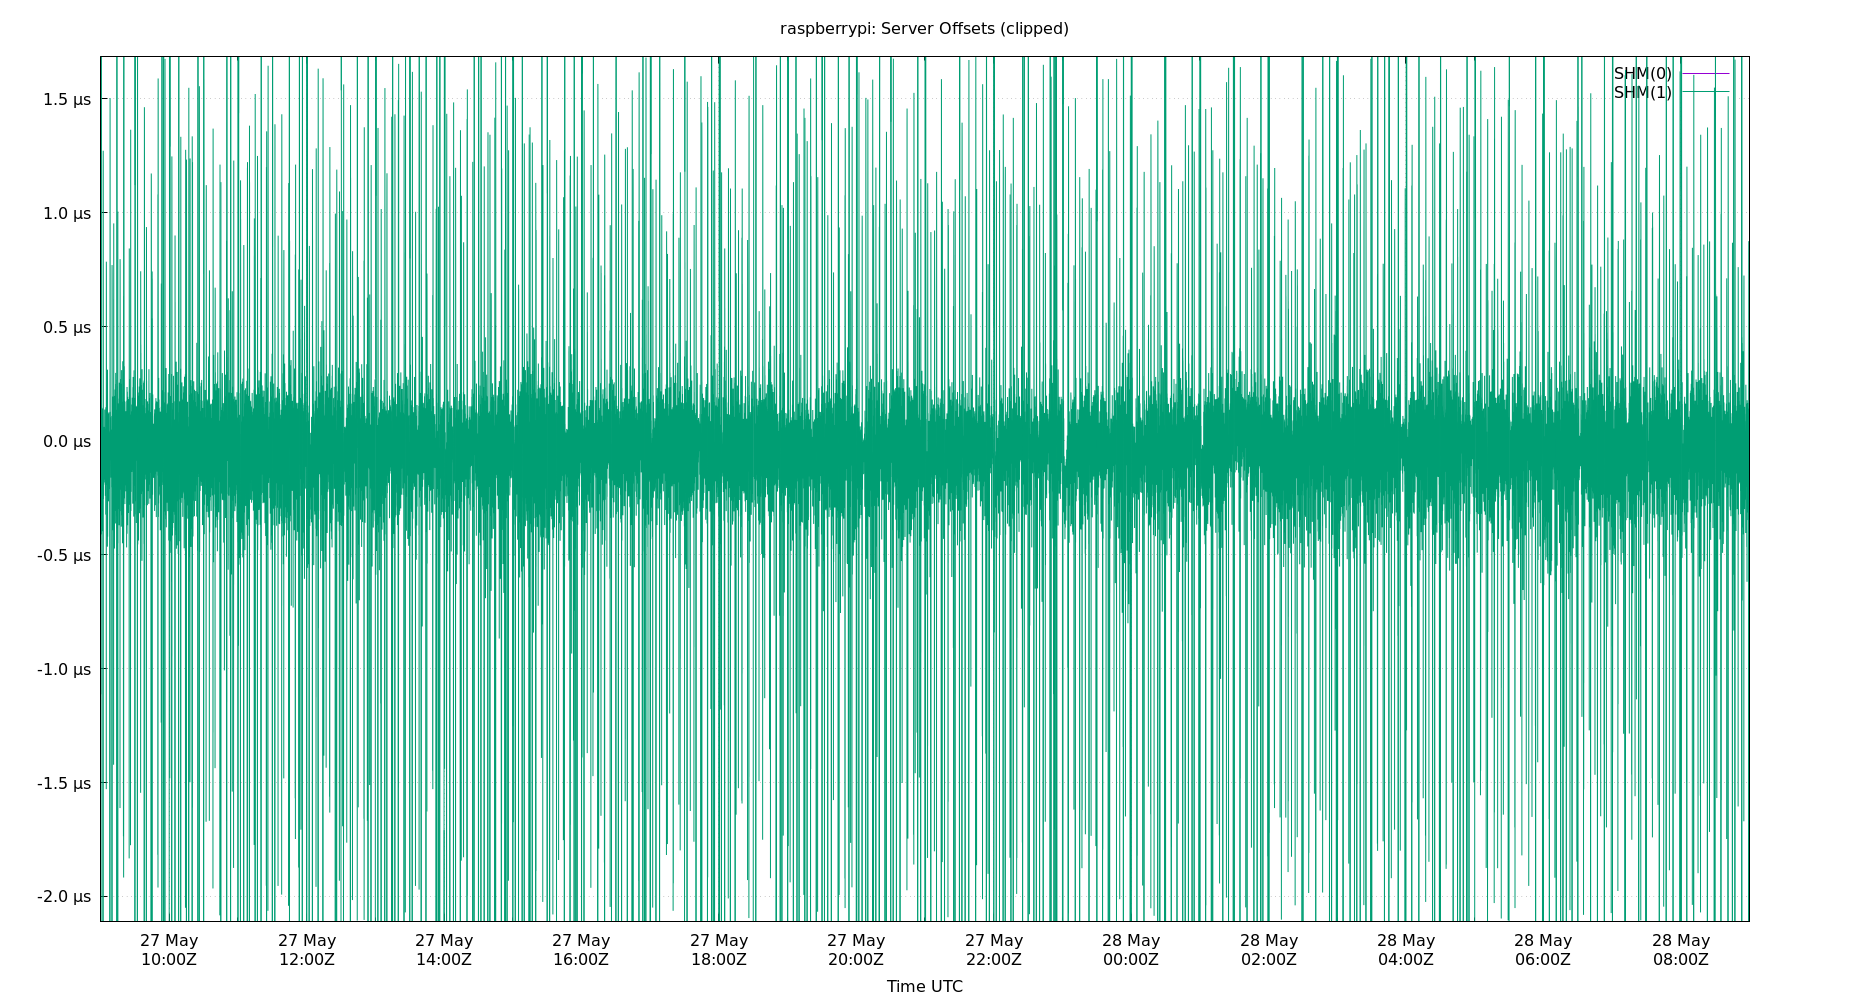 raspberrypi: Server Offsets (clipped)
SHM(0)
SHM(1)
1.5 µs
1.0 µs
0.5 µs
0.0 µs
-0.5 µs
-1.0 µs
-1.5 µs
-2.0 µs
27 May 27 May 27 May 27 May 27 May 27 May 27 May 28 May 28 May 28 May 28 May 28 May
10:00Z 12:00Z 14:00Z 16:00Z 18:00Z 20:00Z 22:00Z 00:00Z 02:00Z 04:00Z 06:00Z 08:00Z
Time UTC